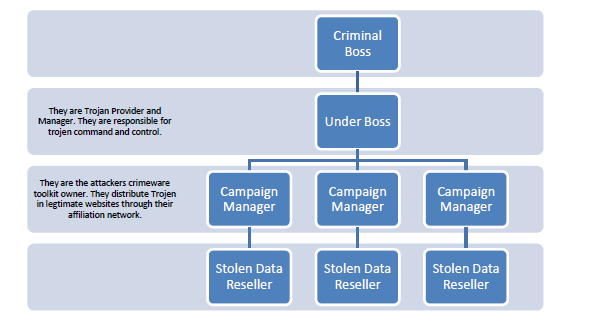 Criminal
Boss
They are Trojan Provider and
Manager. They are responsible for
trojen command and control.
Under Boss
They are the attackers crimeware
toolkit owner. They distribute Trojen
in legtimate websites through their
affiliation network.
Campaign
Manager
Campaign
Manager
Campaign
Manager
Stolen Data
Reseller
Stolen Data
Reseller
Stolen Data
Reseller